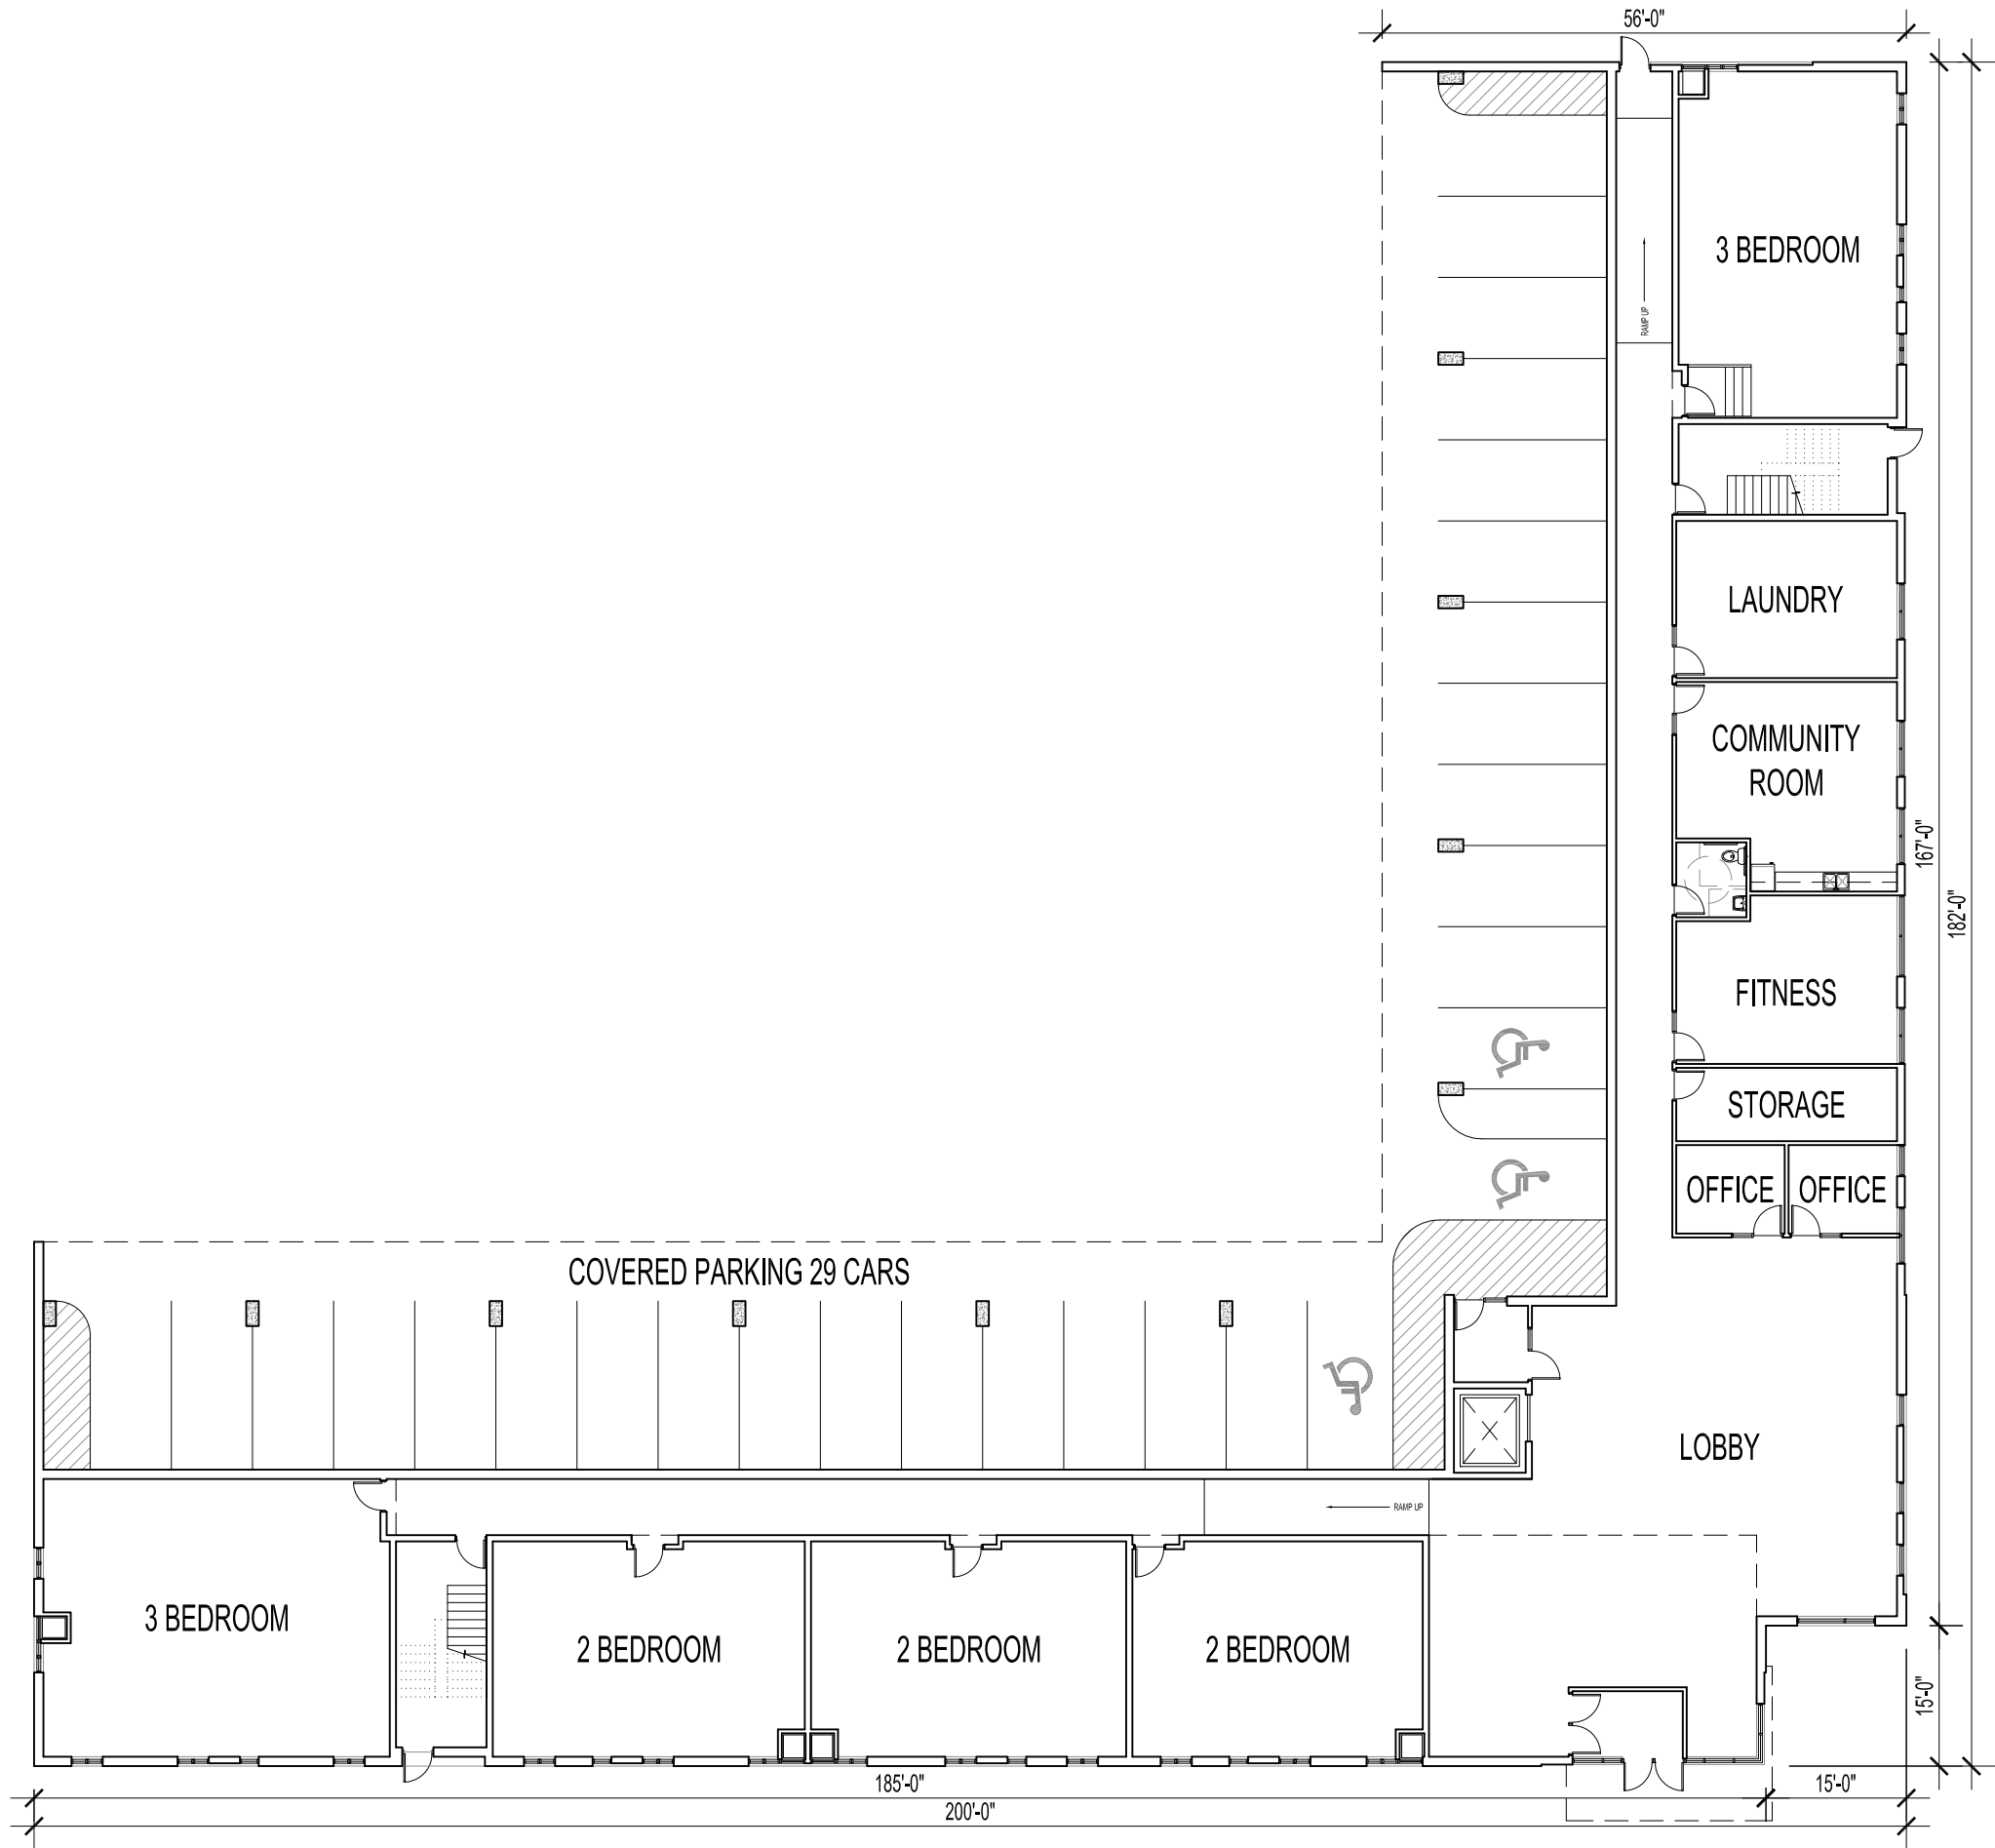 56'-0"
3 BEDROOM
RAMP UP
LAUNDRY
COMMUNITY
ROOM
167'-0"
182'-0"
FITNESS
STORAGE
OFFICE OFFICE
COVERED PARKING 29 CARS
LOBBY
RAMP UP
3 BEDROOM
2 BEDROOM
2 BEDROOM
2 BEDROOM
15'-0"
185'-0"
15'-0"
200'-0"